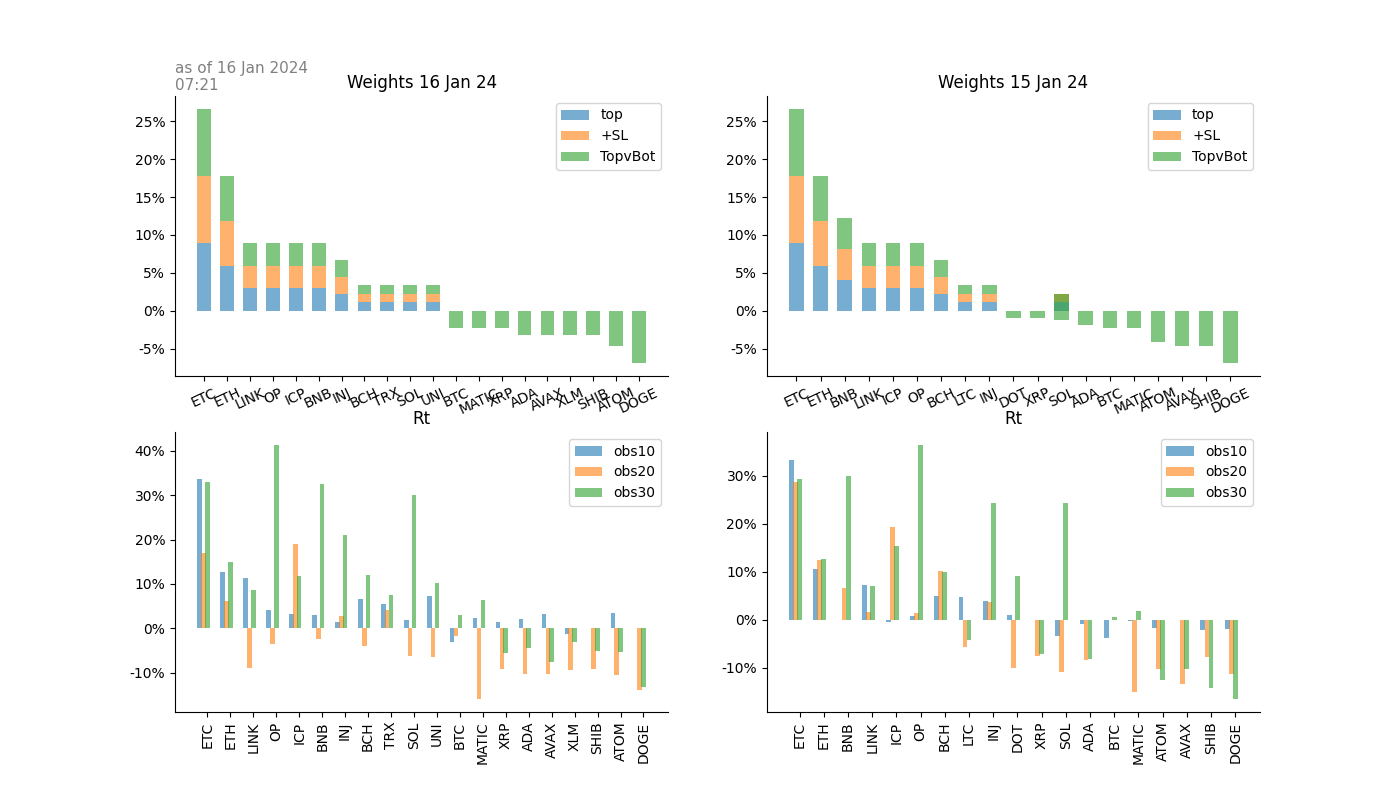 as of 16 Jan 2024
07:21
Weights 16 Jan 24
25%
20%
15%
10%
5%
0%
-5%
top
+SL
TopvBot
ETC ETH LINK OP ICP BNB INJ BCH TRX SOL UNI BTC MATIC XRP ADA AVAX XLM SHIB ATOM DOGE
Weights 15 Jan 24
25%
20%
15%
10%
5%
0%
-5%
top
+SL
TopvBot
ETC ETH BNB LINK ICP OP BCH LTC INJ DOT XRP SOL ADA BTC MATIC ATOM AVAX SHIB DOGE
Rt
40%
30%
20%
10%
0%
-10%
obs10
obs20
obs30
ETC ETH LINK OP ICP BNB INJ BCH TRX SOL UNI BTC MATIC XRP ADA AVAX XLM SHIB ATOM DOGE
Rt
30%
20%
10%
0%
-10%
obs10
obs20
obs30
ETC ETH BNB LINK ICP OP BCH LTC INJ DOT XRP SOL ADA BTC MATIC ATOM AVAX SHIB DOGE